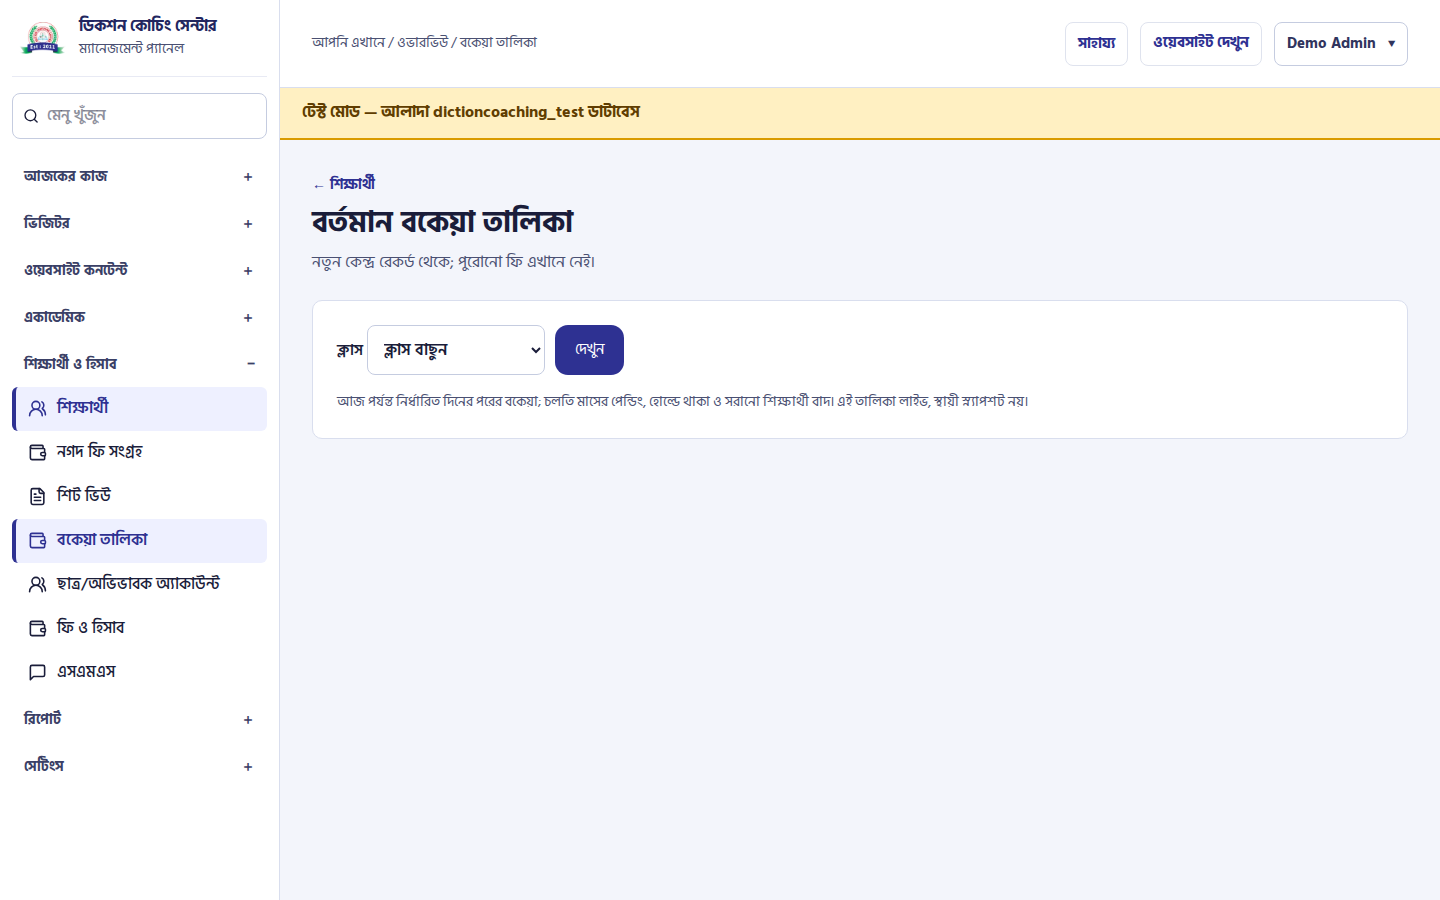 ডিকশন কোচিং সেন্টার
ম্যানেজমেন্ট প্যানেল
Est : 2011
মেনু খুঁজুন
আজকের কাজ +
ভিজিটর +
ওয়েবসাইট কনটেন্ট +
একাডেমিক +
শিক্ষার্থী ও হিসাব −
শিক্ষার্থী
নগদ ফি সংগ্রহ
শিট ভিউ
বকেয়া তালিকা
ছাত্র/অভিভাবক অ্যাকাউন্ট
ফি ও হিসাব
এসএমএস
রিপোর্ট +
সেটিংস +
আপনি এখানে / ওভারভিউ / বকেয়া তালিকা
সাহায্য
ওয়েবসাইট দেখুন
Demo Admin ▾
টেস্ট মোড — আলাদা dictioncoaching_test ডাটাবেস
← শিক্ষার্থী
বর্তমান বকেয়া তালিকা
নতুন কেন্দ্র রেকর্ড থেকে; পুরোনো ফি এখানে নেই।
ক্লাস ক্লাস বাছুন দেখুন
আজ পর্যন্ত নির্ধারিত দিনের পরের বকেয়া; চলতি মাসের পেন্ডিং, হোল্ডে থাকা ও সরানো শিক্ষার্থী বাদ। এই তালিকা লাইভ, স্থায়ী স্ন্যাপশট নয়।